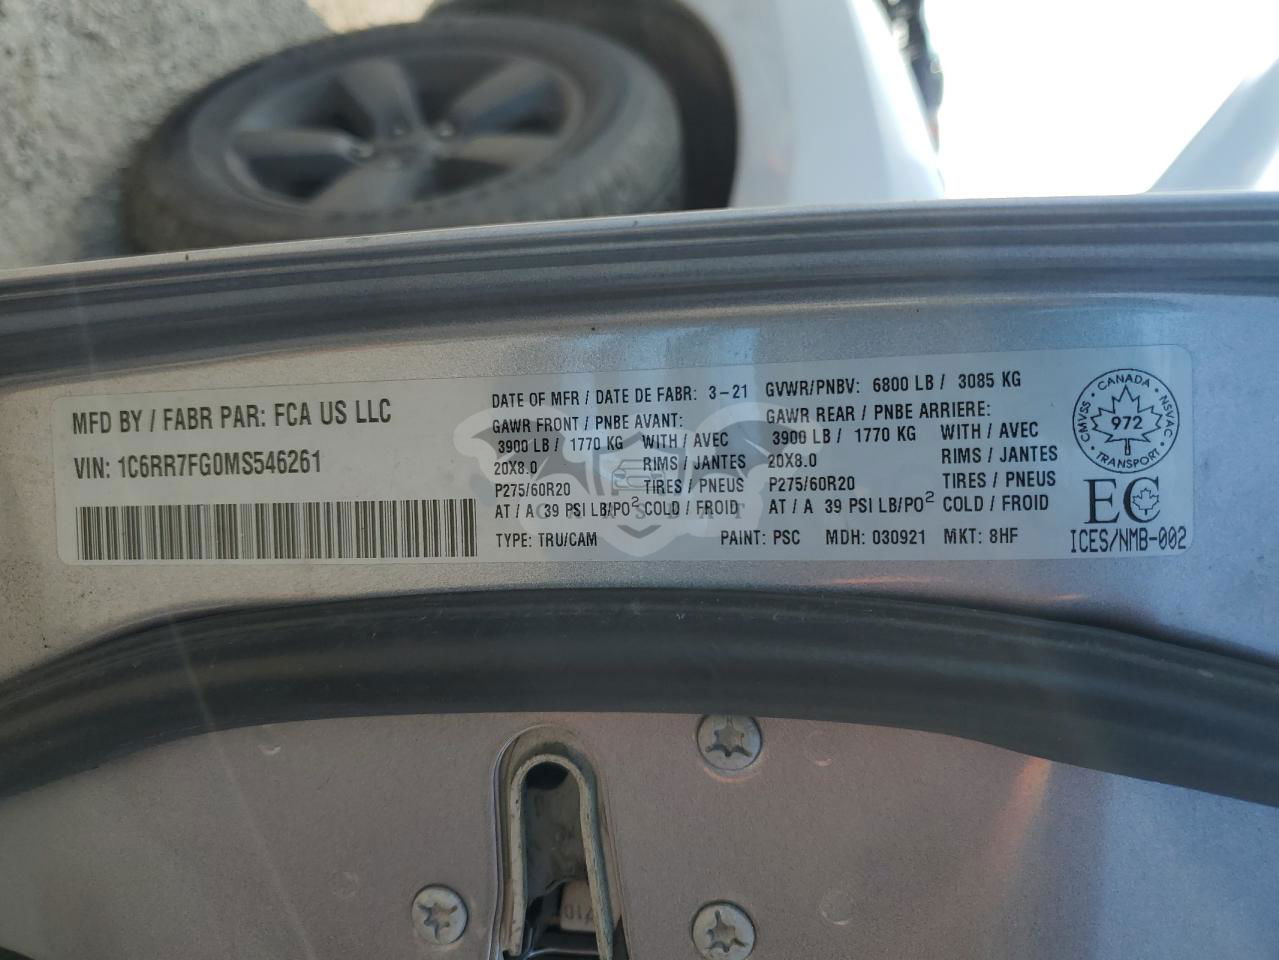 MFD BY / FABR PAR: FCA US LLC
VIN: 1C6RR7FG0MS546261
DATE OF MFR / DATE DE FABR: 3-21
GAWR FRONT / PNBE AVANT:
3900 LB / 1770 KG WITH / AVEC
20X8.0 RIMS / JANTES
P275/60R20 TIRES / PNEUS
AT / A 39 PSI LB/PO² COLD / FROID
TYPE: TRU/CAM
GVWR/PNBV: 6800 LB / 3085 KG
GAWR REAR / PNBE ARRIERE:
3900 LB / 1770 KG WITH / AVEC
20X8.0 RIMS / JANTES
P275/60R20 TIRES / PNEUS
AT / A 39 PSI LB/PO² COLD / FROID
PAINT: PSC MDH: 030921 MKT: 8HF
CANADA
CMVSS NSVAC
972
TRANSPORT
EC
ICES/NMB-002